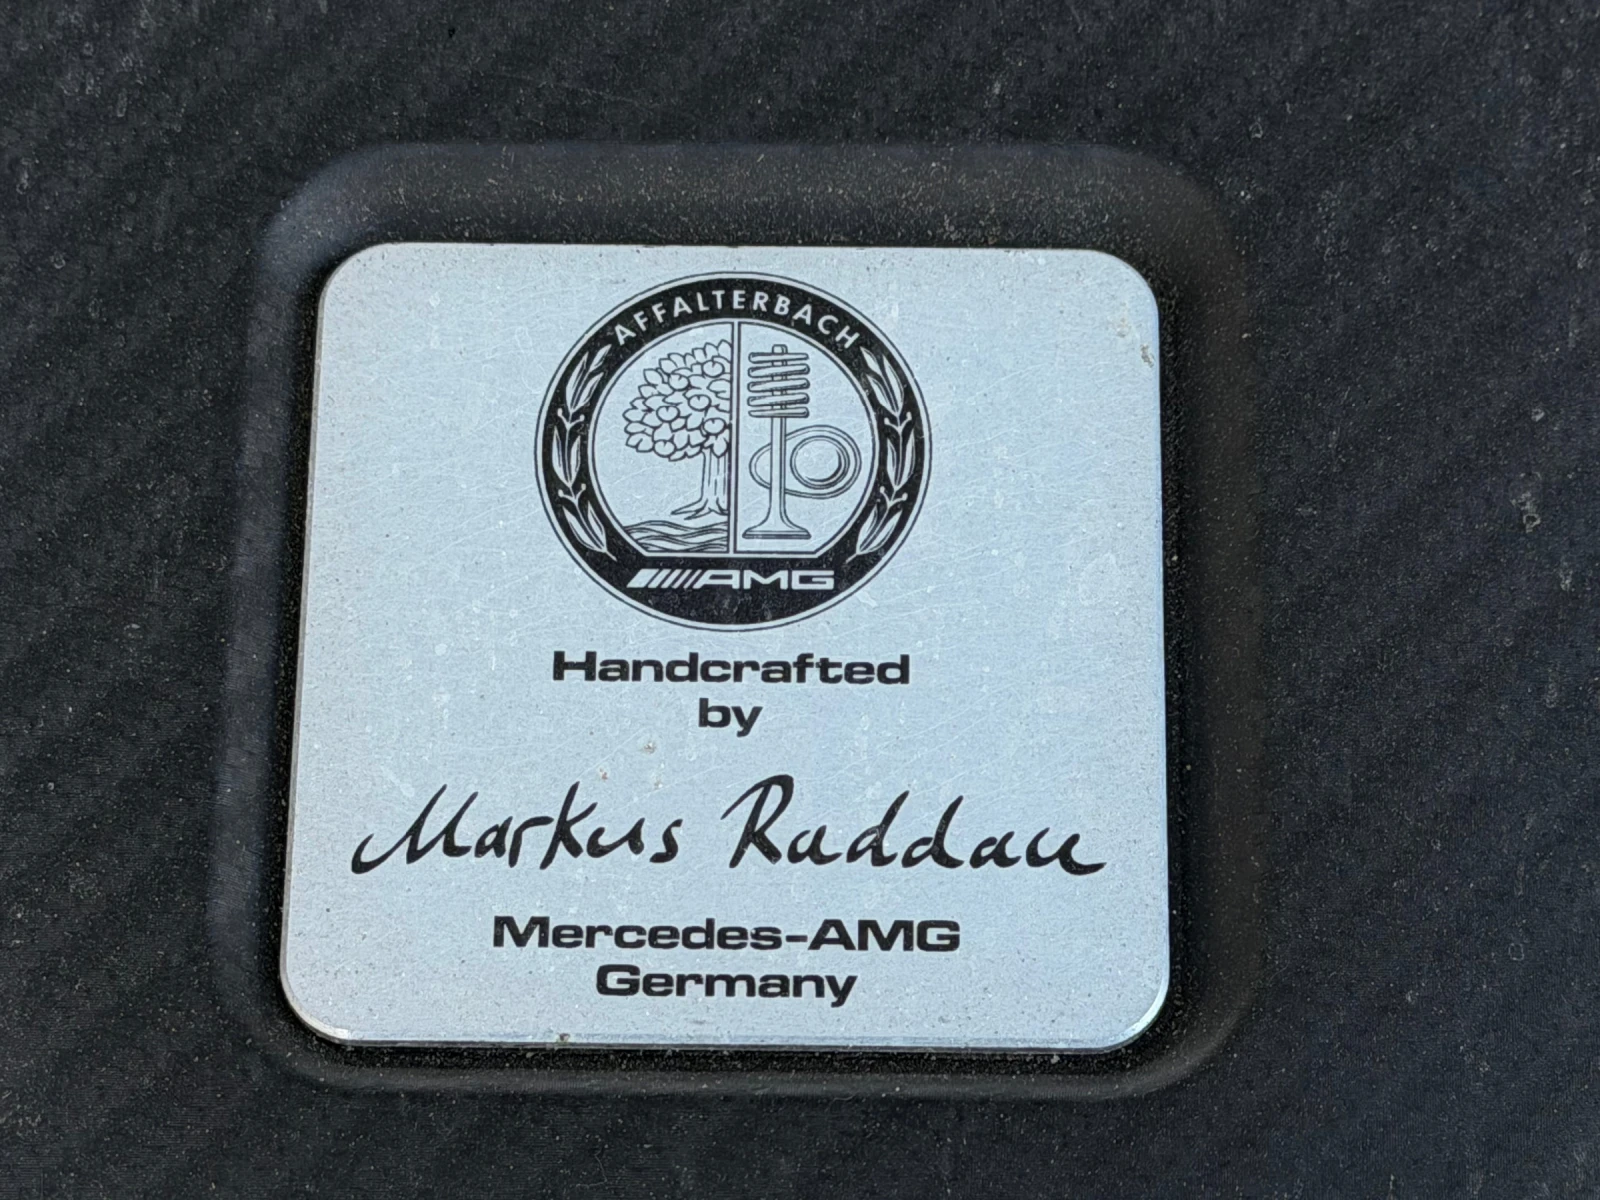 AFFALTERBACH
AMG
Handcrafted
by
Markus Raddau
Mercedes-AMG
Germany